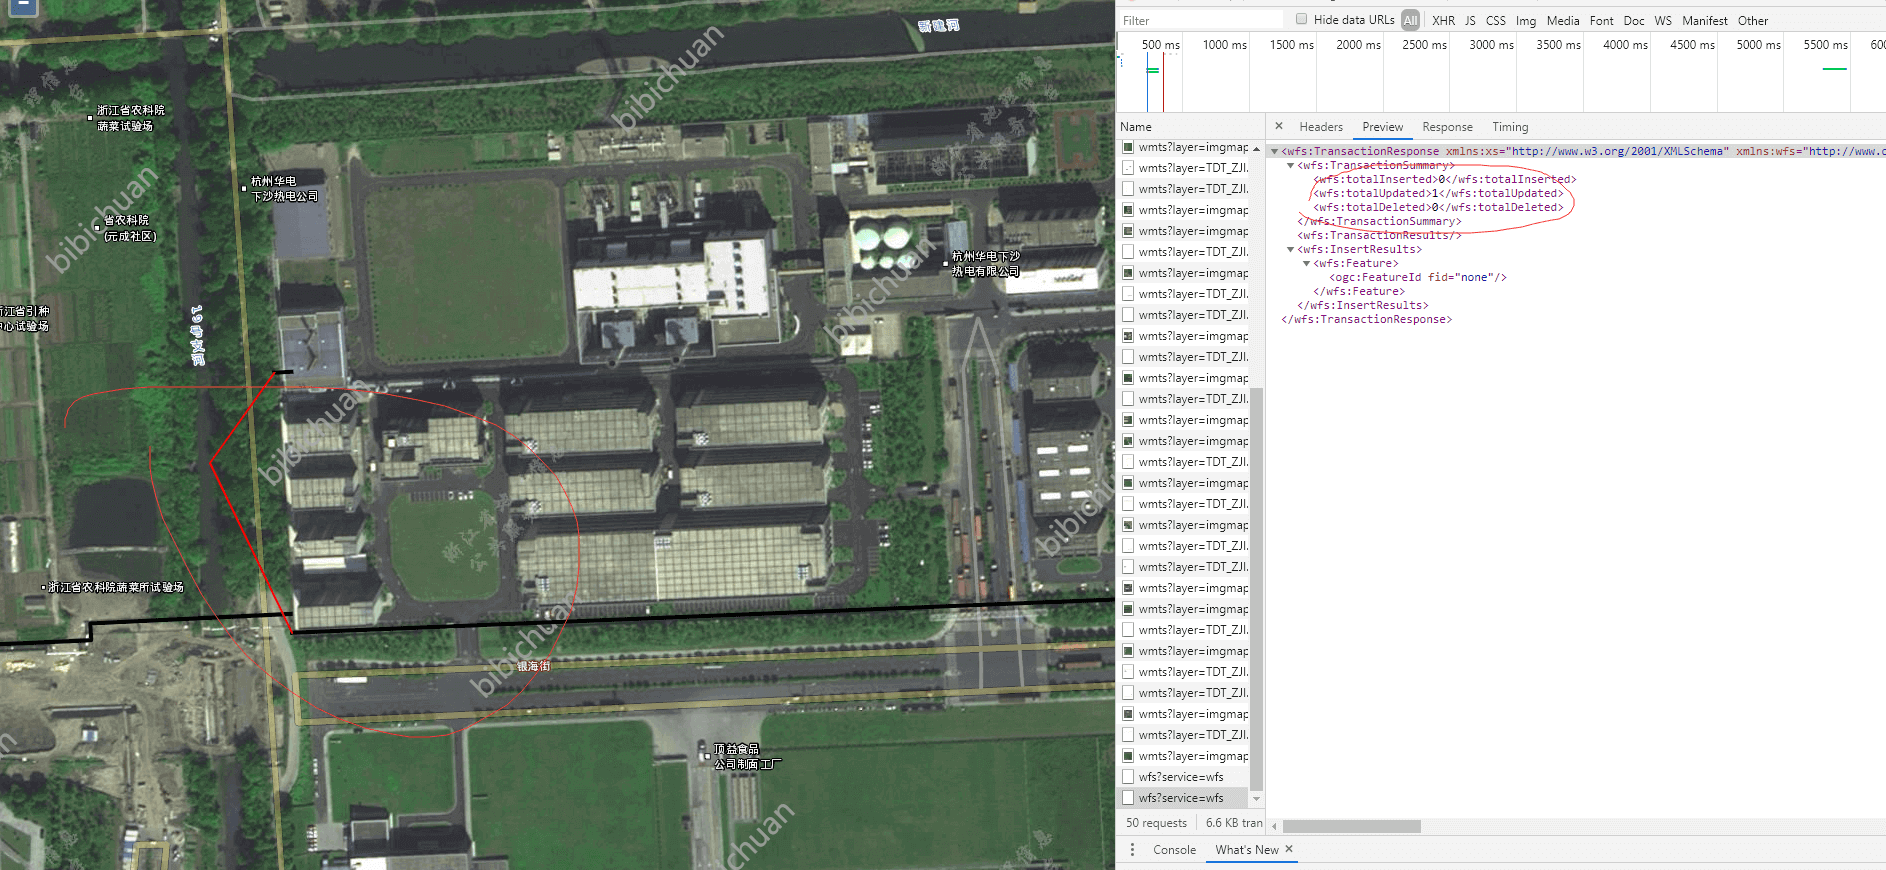 新建河
浙江省农科院
蔬菜试验场
杭州华电
下沙热电公司
省农科院
(元成社区)
杭州华电下沙
热电有限公司
江省引种
心试验场
浙江省农科院蔬菜所试验场
银海街
顶益食品
公司制面工厂
bibichuan
bibichuan
bibichuan
bibichuan
bibichuan
bibichuan
bibichuan
Filter
Hide data URLs
All
XHR
JS
CSS
Img
Media
Font
Doc
WS
Manifest
Other
500 ms
1000 ms
1500 ms
2000 ms
2500 ms
3000 ms
3500 ms
4000 ms
4500 ms
5000 ms
5500 ms
Name
wmts?layer=imgmap
wmts?layer=TDT_ZJI.
wmts?layer=TDT_ZJI.
wmts?layer=imgmap
wmts?layer=imgmap
wmts?layer=TDT_ZJI.
wmts?layer=imgmap
wmts?layer=TDT_ZJI.
wmts?layer=TDT_ZJI.
wmts?layer=imgmap
wmts?layer=TDT_ZJI.
wmts?layer=imgmap
wmts?layer=TDT_ZJI.
wmts?layer=imgmap
wmts?layer=imgmap
wmts?layer=TDT_ZJI.
wmts?layer=imgmap
wmts?layer=TDT_ZJI.
wmts?layer=imgmap
wmts?layer=TDT_ZJI.
wmts?layer=TDT_ZJI.
wmts?layer=imgmap
wmts?layer=imgmap
wmts?layer=TDT_ZJI.
wmts?layer=imgmap
wmts?layer=TDT_ZJI.
wmts?layer=TDT_ZJI.
wmts?layer=imgmap
wmts?layer=TDT_ZJI.
wmts?layer=imgmap
wfs?service=wfs
wfs?service=wfs
50 requests
6.6 KB tran
Headers
Preview
Response
Timing
<wfs:TransactionResponse xmlns:xs="http://www.w3.org/2001/XMLSchema" xmlns:wfs="http://www.o
<wfs:TransactionSummary>
<wfs:totalInserted>0</wfs:totalInserted>
<wfs:totalUpdated>1</wfs:totalUpdated>
<wfs:totalDeleted>0</wfs:totalDeleted>
</wfs:TransactionSummary>
<wfs:TransactionResults/>
<wfs:InsertResults>
<wfs:Feature>
<ogc:FeatureId fid="none"/>
</wfs:Feature>
</wfs:InsertResults>
</wfs:TransactionResponse>
Console
What's New